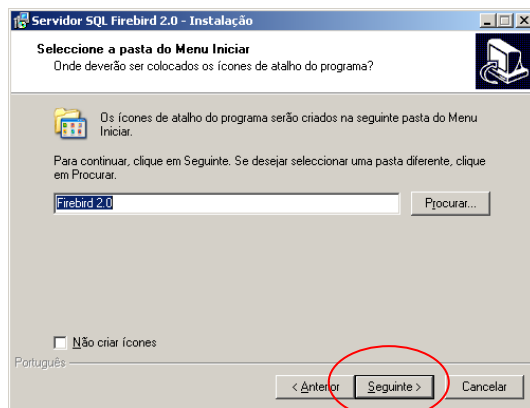 Servidor SQL Firebird 2.0 - Instalação
Seleccione a pasta do Menu Iniciar
Onde deverão ser colocados os ícones de atalho do programa?
Os ícones de atalho do programa serão criados na seguinte pasta do Menu
Iniciar.
Para continuar, clique em Seguinte. Se desejar seleccionar uma pasta diferente, clique
em Procurar.
Firebird 2.0
Procurar...
Não criar ícones
Português
< Anterior
Seguinte >
Cancelar